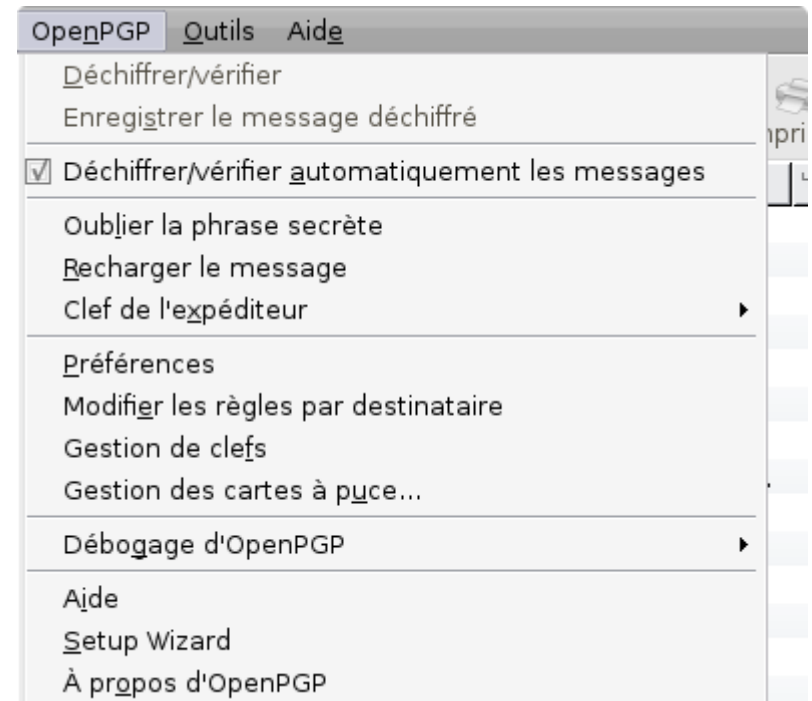 OpenPGP Outils Aide
Déchiffrer/vérifier
Enregistrer le message déchiffré
Déchiffrer/vérifier automatiquement les messages
Oublier la phrase secrète
Recharger le message
Clef de l'expéditeur
Préférences
Modifier les règles par destinataire
Gestion de clefs
Gestion des cartes à puce...
Débogage d'OpenPGP
Aide
Setup Wizard
À propos d'OpenPGP